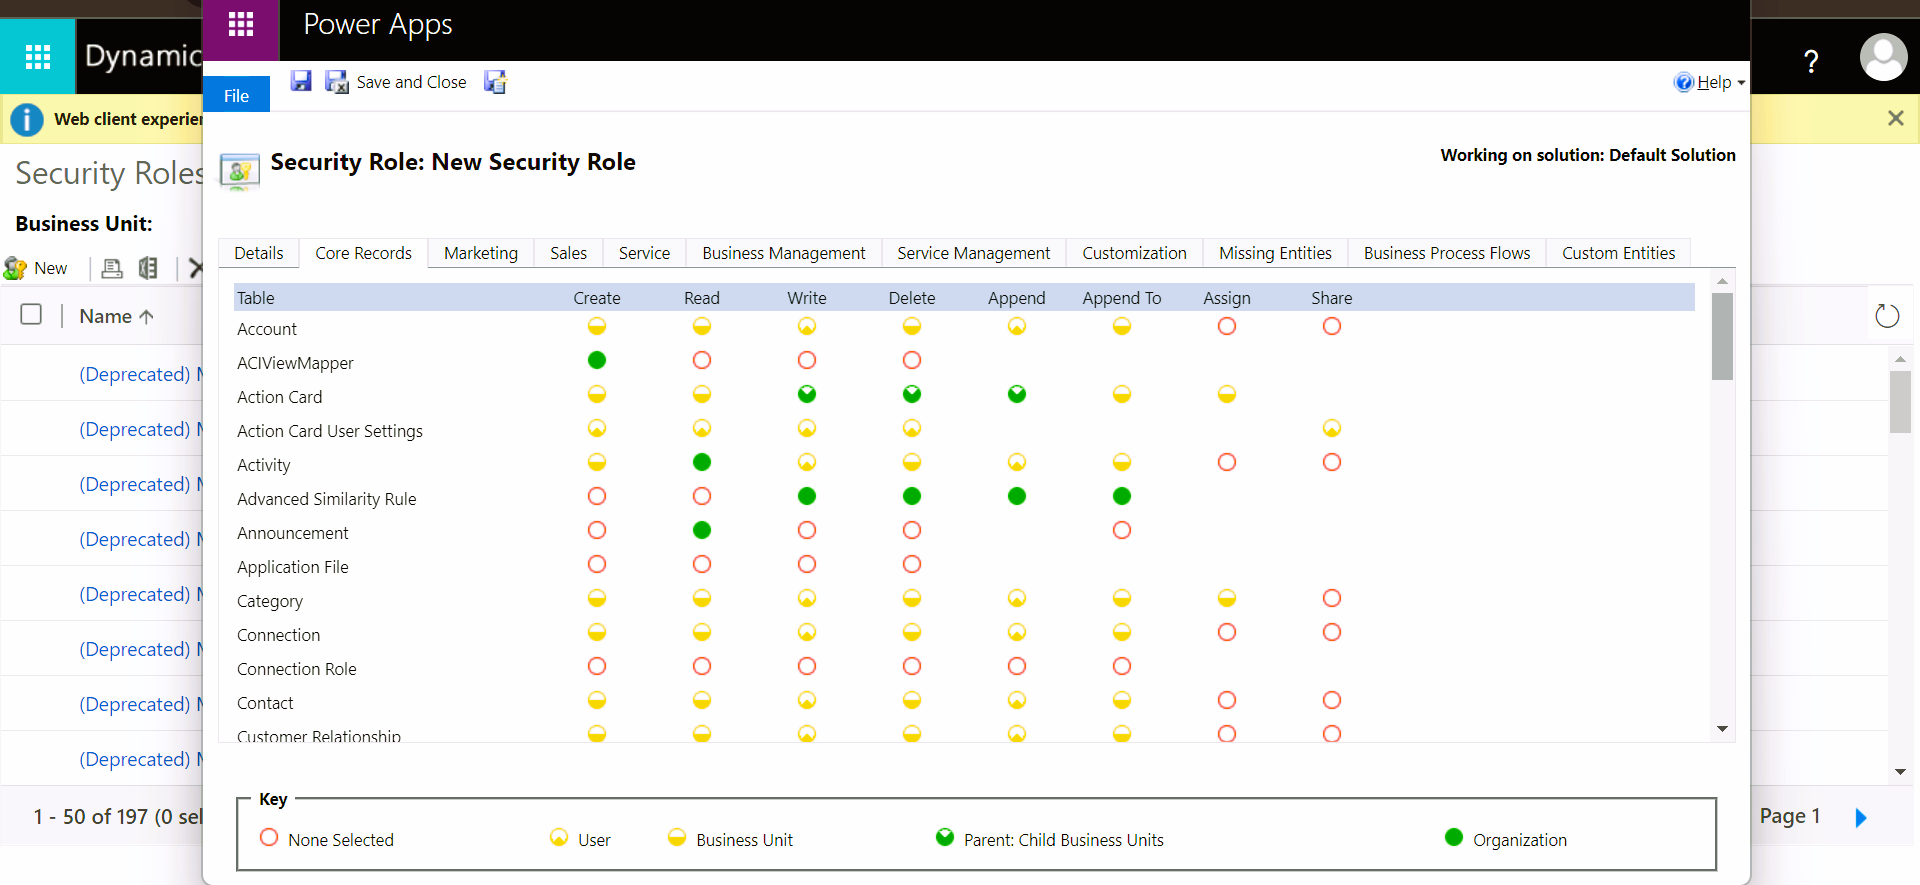 Power Apps
Dynamic
?
File
Save and Close
Help
Web client experier
Security Roles
Security Role: New Security Role
Working on solution: Default Solution
Business Unit:
New
Details Core Records Marketing Sales Service Business Management Service Management Customization Missing Entities Business Process Flows Custom Entities
Name
Table Create Read Write Delete Append Append To Assign Share
Account
ACIViewMapper
Action Card
Action Card User Settings
Activity
Advanced Similarity Rule
Announcement
Application File
Category
Connection
Connection Role
Contact
Customer Relationship
(Deprecated)
(Deprecated)
(Deprecated)
(Deprecated)
(Deprecated)
(Deprecated)
(Deprecated)
(Deprecated)
Key
None Selected User Business Unit Parent: Child Business Units Organization
1 - 50 of 197 (0 sel
Page 1